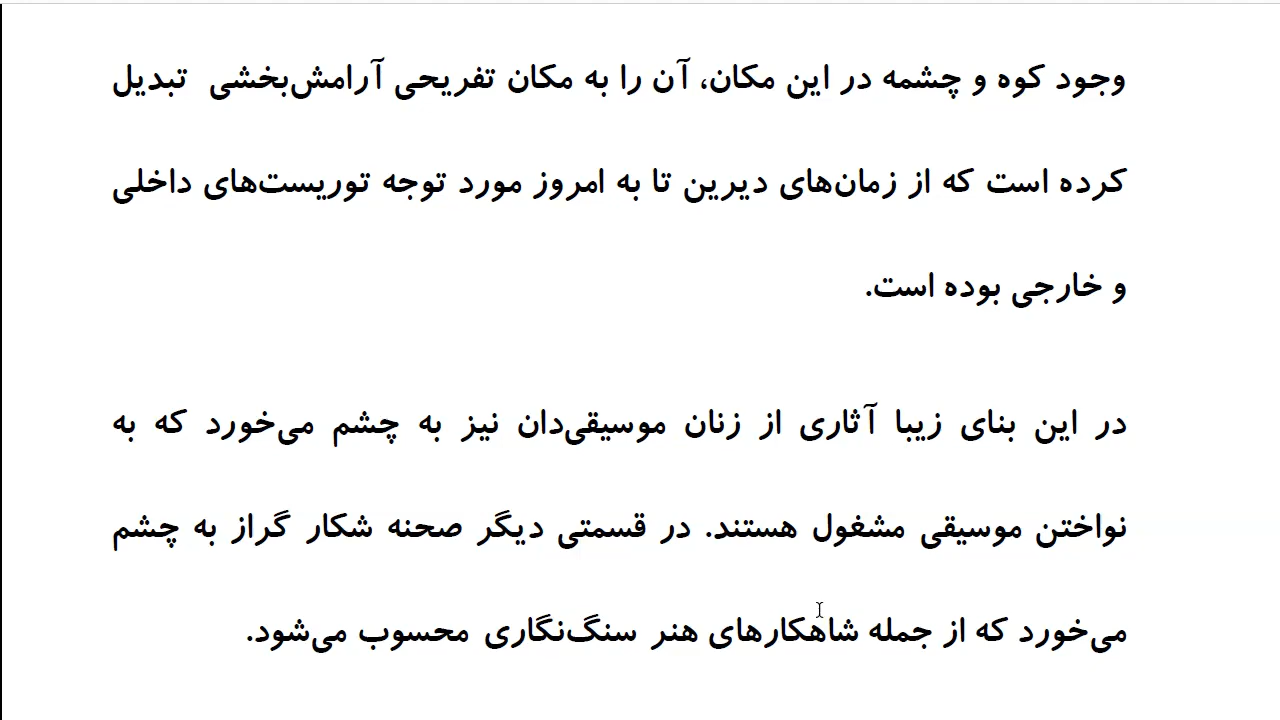 وجود کوه و چشمه در این مکان، آن را به مکان تفریحی آرامش‌بخشی تبدیل
کرده است که از زمان‌های دیرین تا به امروز مورد توجه توریست‌های داخلی
و خارجی بوده است.
در این بنای زیبا آثاری از زنان موسیقی‌دان نیز به چشم می‌خورد که به
نواختن موسیقی مشغول هستند. در قسمتی دیگر صحنه شکار گراز به چشم
می‌خورد که از جمله شاهکارهای هنر سنگ‌نگاری محسوب می‌شود.